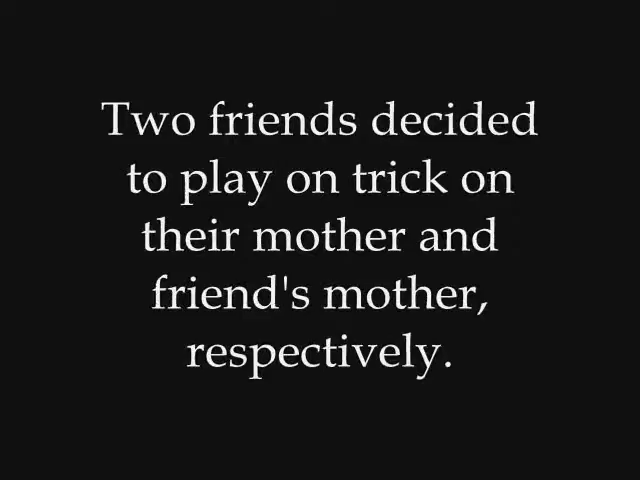 Two friends decided
to play on trick on
their mother and
friend's mother,
respectively.